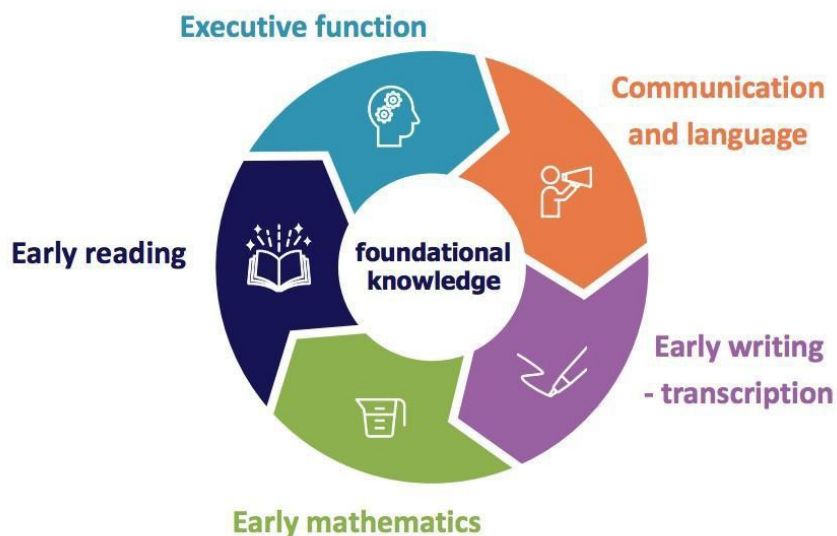 Executive function
Communication
and language
Early reading
foundational
knowledge
Early writing
- transcription
Early mathematics